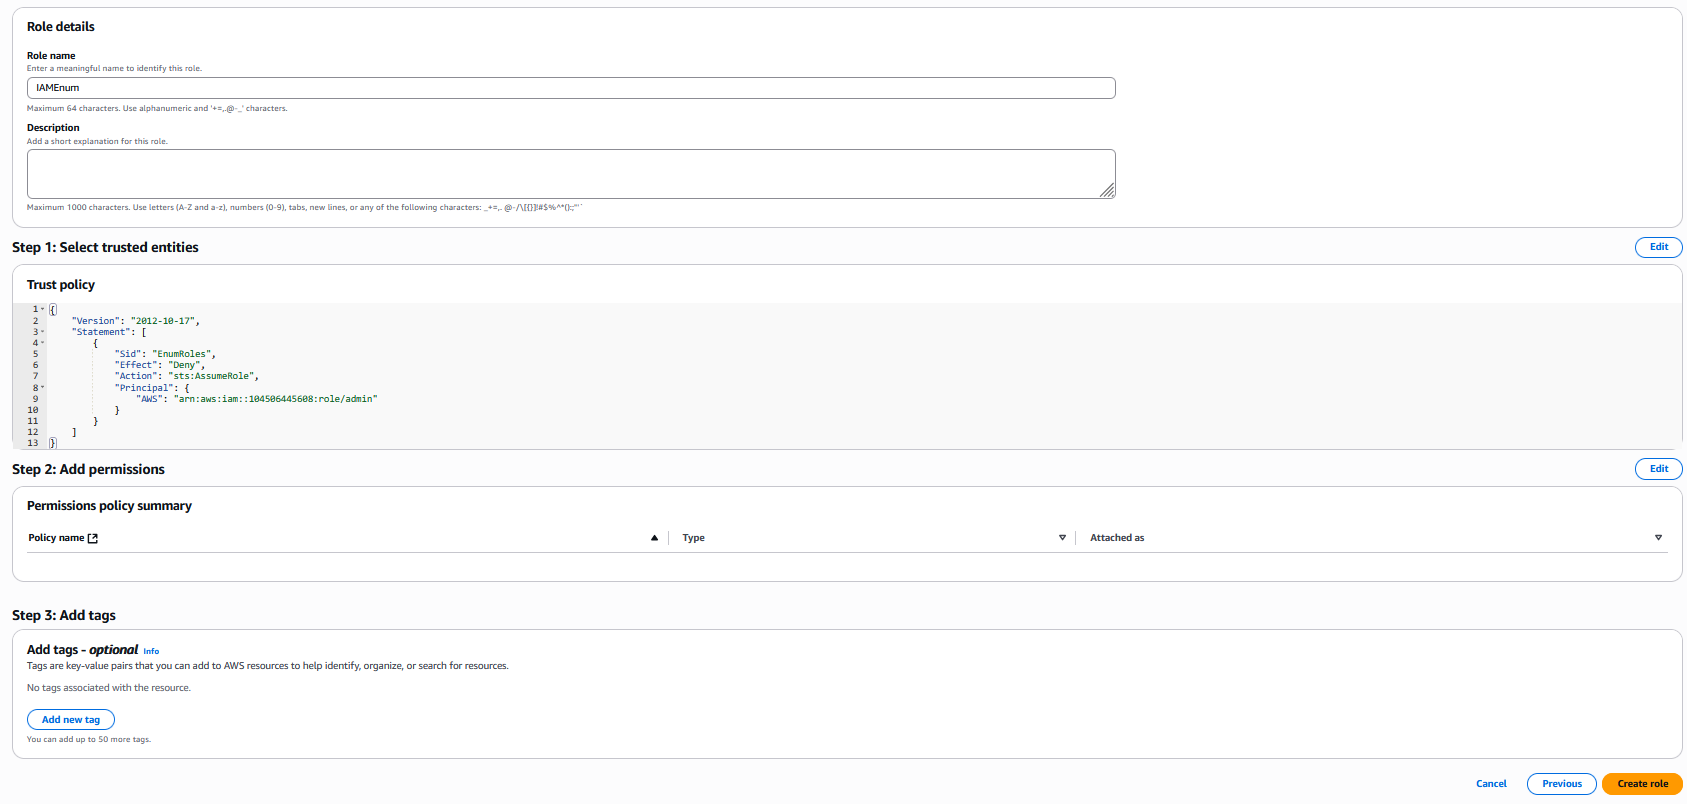 Role details
Role name
Enter a meaningful name to identify this role.
IAMEnum
Maximum 64 characters. Use alphanumeric and '+=,.@-_' characters.
Description
Add a short explanation for this role.
Maximum 1000 characters. Use letters (A-Z and a-z), numbers (0-9), tabs, new lines, or any of the following characters: _+=,. @-/\[{}]!#$%^*();:"'`
Step 1: Select trusted entities
Edit
Trust policy
1 {
2 "Version": "2012-10-17",
3 "Statement": [
4 {
5 "Sid": "EnumRoles",
6 "Effect": "Deny",
7 "Action": "sts:AssumeRole",
8 "Principal": {
9 "AWS": "arn:aws:iam::104506445608:role/admin"
10 }
11 }
12 ]
13 }
Step 2: Add permissions
Edit
Permissions policy summary
Policy name Type Attached as
Step 3: Add tags
Add tags - optional Info
Tags are key-value pairs that you can add to AWS resources to help identify, organize, or search for resources.
No tags associated with the resource.
Add new tag
You can add up to 50 more tags.
Cancel Previous Create role